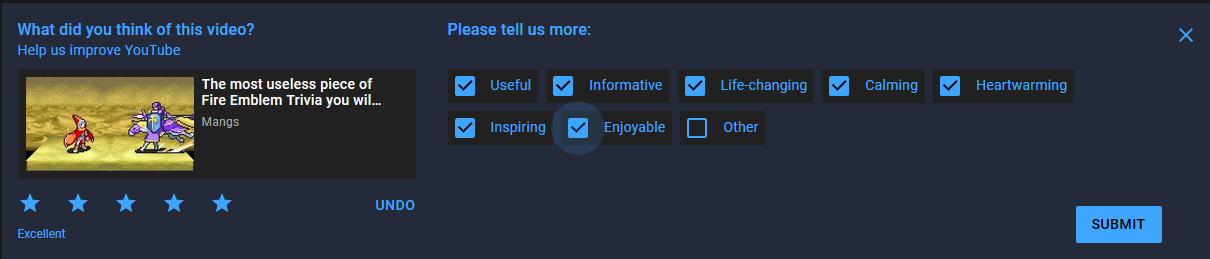 What did you think of this video?
Help us improve YouTube
The most useless piece of
Fire Emblem Trivia you wil...
Mangs
UNDO
Excellent
Please tell us more:
Useful Informative Life-changing Calming Heartwarming
Inspiring Enjoyable Other
SUBMIT